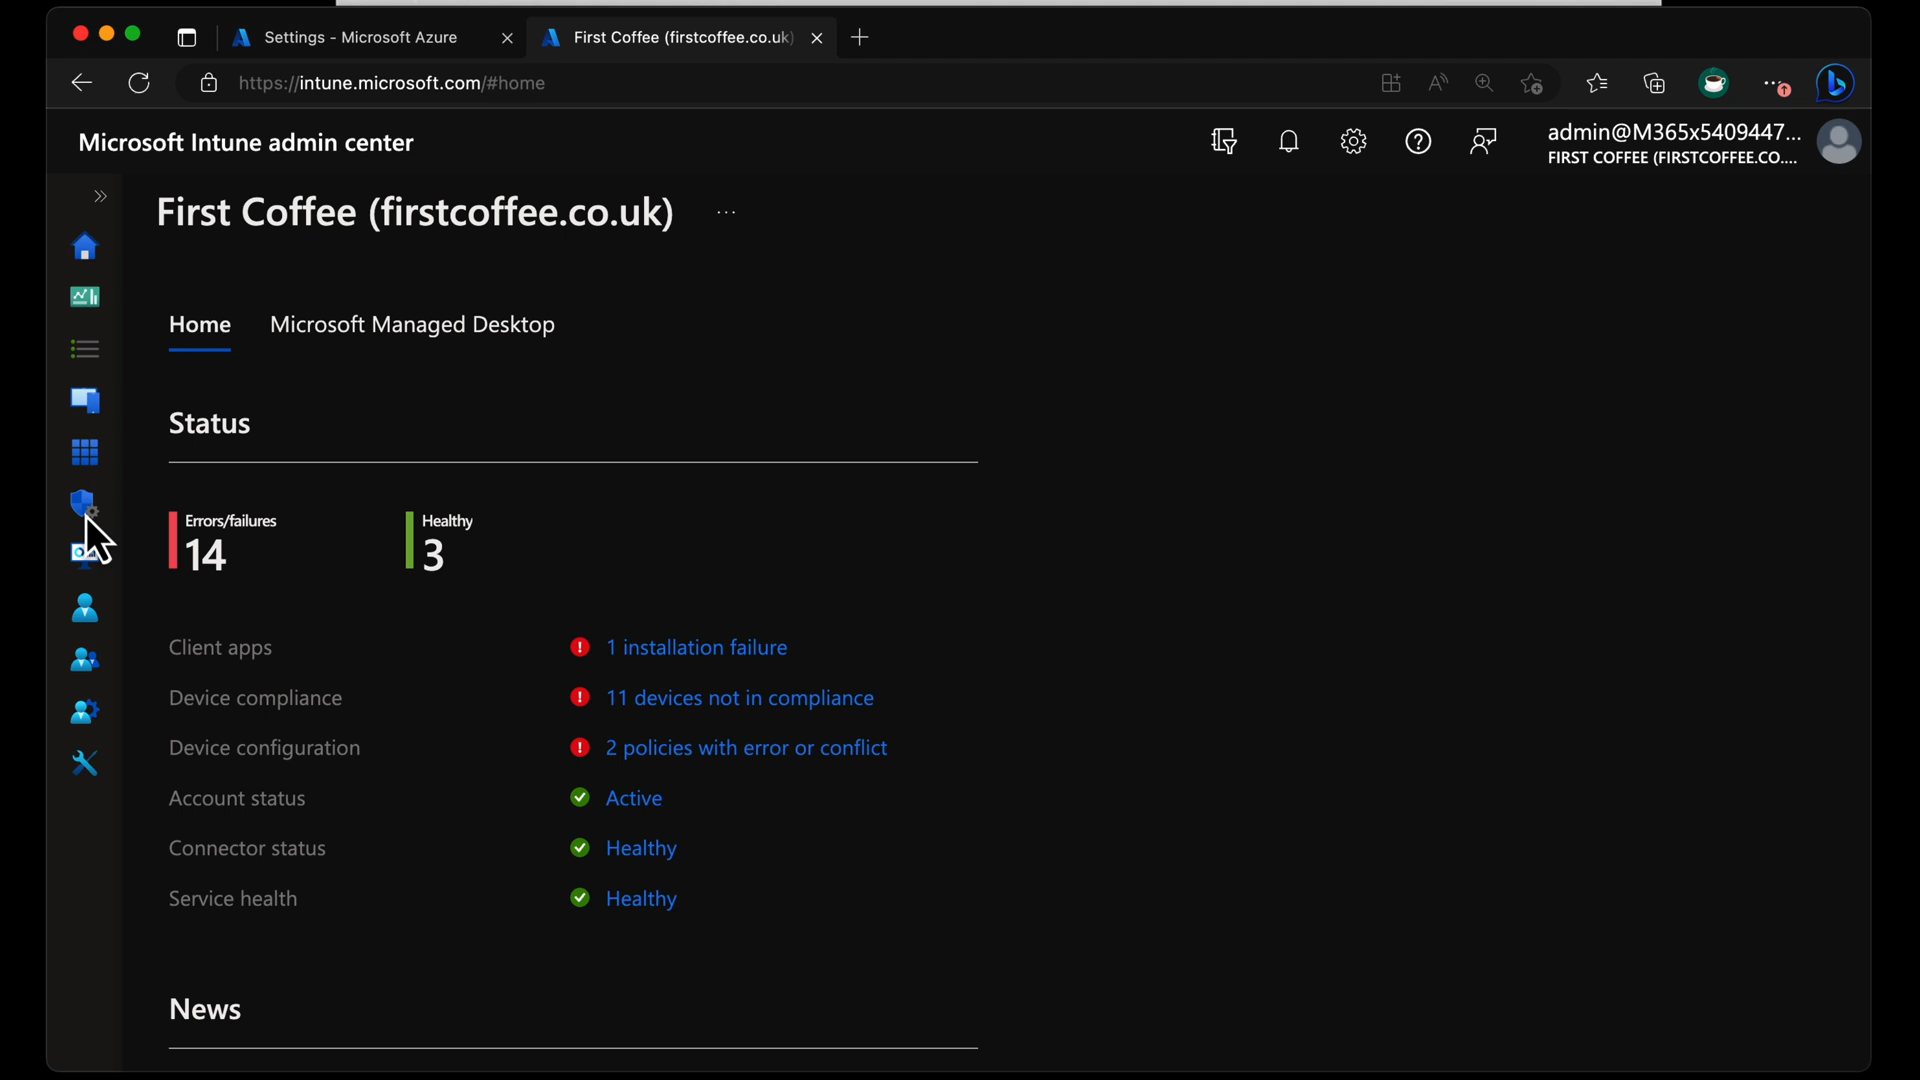 Settings - Microsoft Azure
First Coffee (firstcoffee.co.uk)
https://intune.microsoft.com/#home
Microsoft Intune admin center
admin@M365x5409447...
FIRST COFFEE (FIRSTCOFFEE.CO....
First Coffee (firstcoffee.co.uk) ...
Home
Microsoft Managed Desktop
Status
Errors/failures
14
Healthy
3
Client apps
1 installation failure
Device compliance
11 devices not in compliance
Device configuration
2 policies with error or conflict
Account status
Active
Connector status
Healthy
Service health
Healthy
News